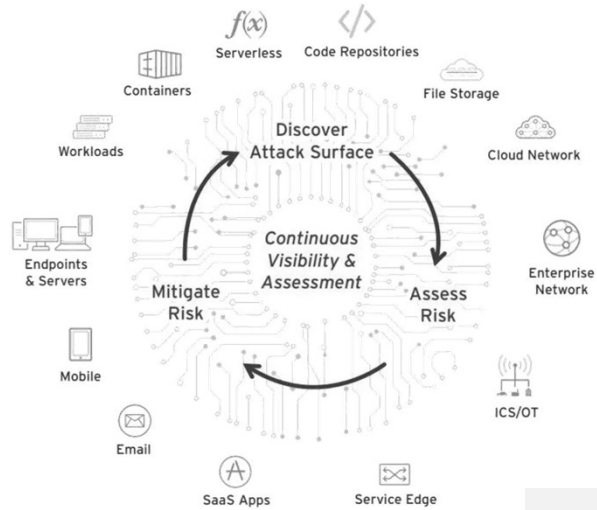 f(x)
Serverless
</>
Code Repositories
Containers
File Storage
Workloads
Cloud Network
Discover
Attack Surface
Endpoints
& Servers
Continuous
Visibility &
Assessment
Enterprise
Network
Mitigate
Risk
Assess
Risk
Mobile
ICS/OT
Email
SaaS Apps
Service Edge